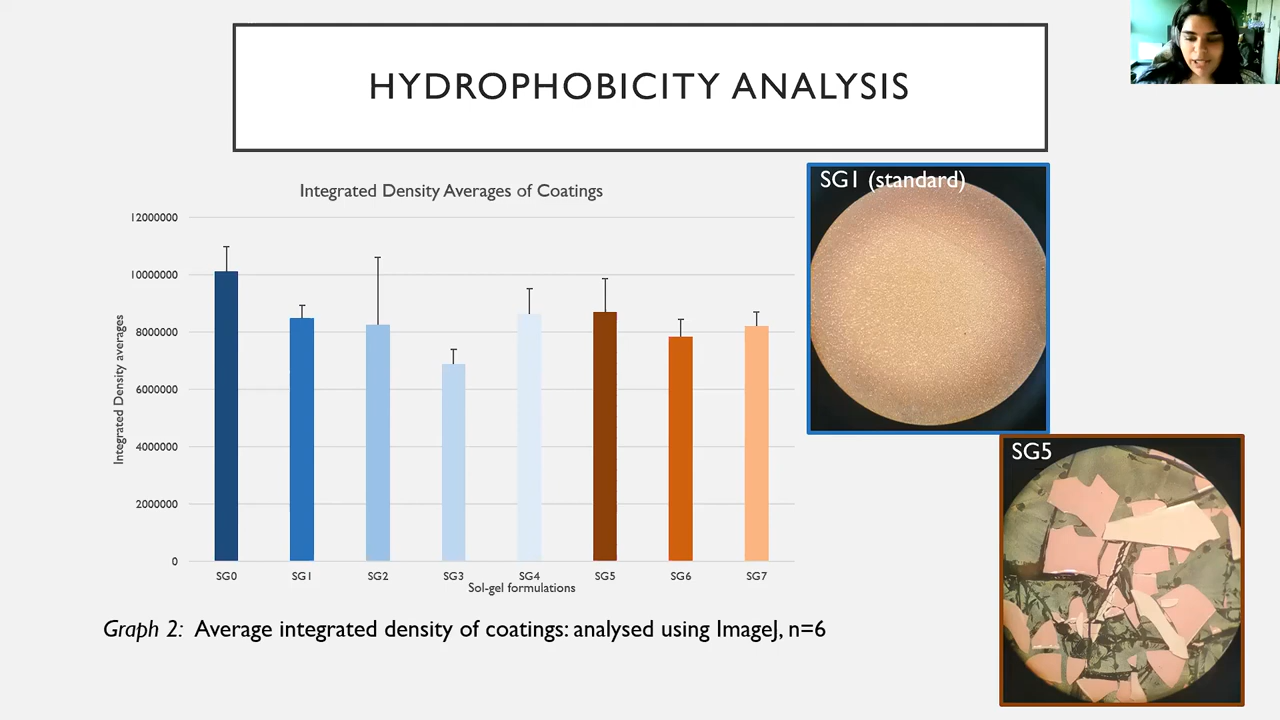 HYDROPHOBICITY ANALYSIS
Integrated Density Averages of Coatings
12000000
10000000
8000000
6000000
4000000
2000000
0
Integrated Density averages
SG0 SG1 SG2 SG3 SG4 SG5 SG6 SG7
Sol-gel formulations
Graph 2: Average integrated density of coatings: analysed using ImageJ, n=6
SG1 (standard)
SG5